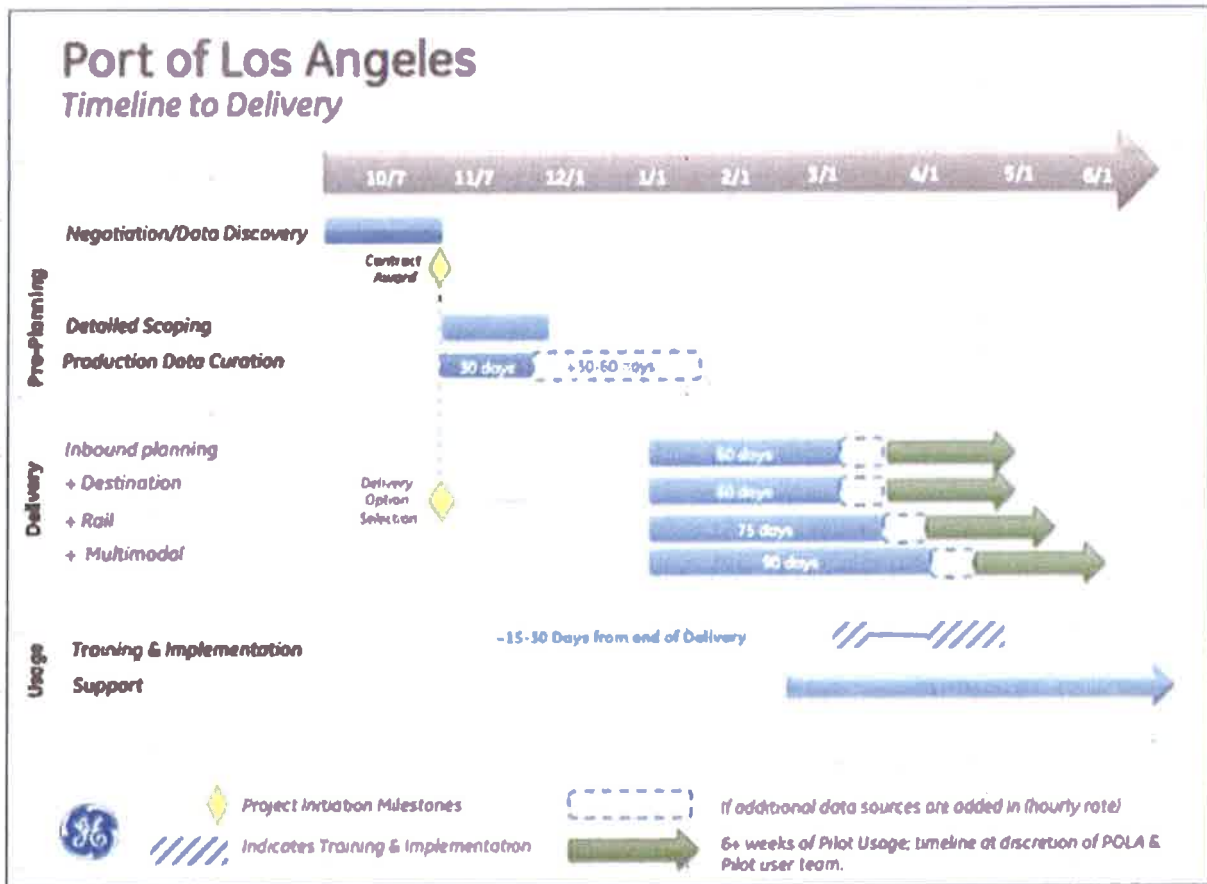 Port of Los Angeles
Timeline to Delivery
10/7 11/7 12/1 1/1 2/1 3/1 4/1 5/1 6/1
Pre-Planning
Negotiation/Data Discovery
Contract
Award
Detailed Scoping
Production Data Curation
30 days
+30-60 days
Delivery
Inbound planning
60 days
+ Destination
60 days
Delivery
Option
Selection
+ Rail
75 days
+ Multimodal
90 days
Usage
Training & Implementation
~15-30 Days from end of Delivery
Support
Project Initiation Milestones
If additional data sources are added in (hourly rate)
Indicates Training & Implementation
6+ weeks of Pilot Usage; timeline at discretion of POLA &
Pilot user team.
GE